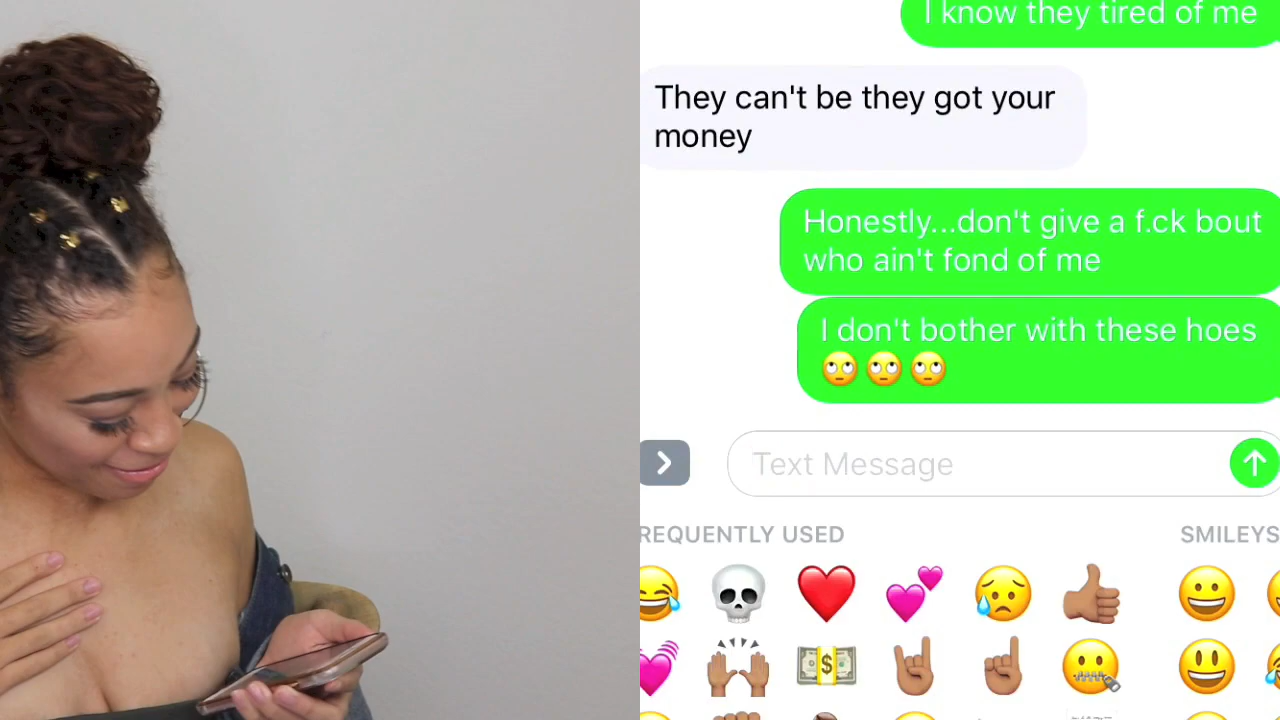 I know they tired of me
They can't be they got your
money
Honestly...don't give a f.ck bout
who ain't fond of me
I don't bother with these hoes
🙄 🙄 🙄
Text Message
REQUENTLY USED
SMILEYS